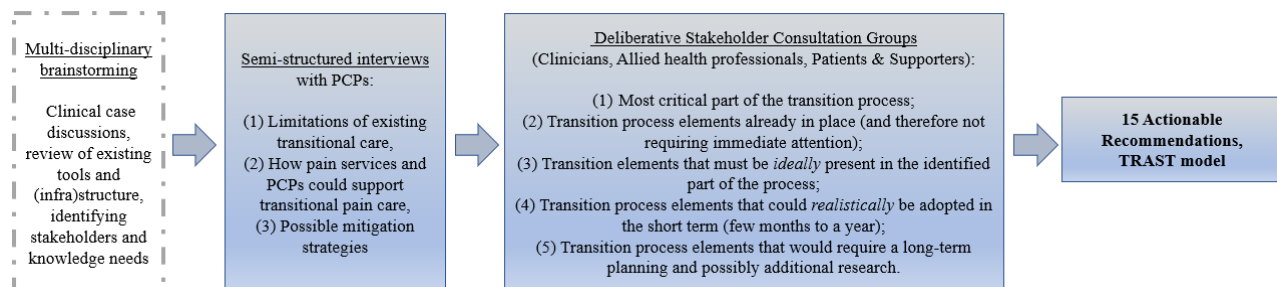 Multi-disciplinary
brainstorming
Clinical case
discussions,
review of existing
tools and
(infra)structure,
identifying
stakeholders and
knowledge needs
Semi-structured interviews
with PCPs:
(1) Limitations of existing
transitional care,
(2) How pain services and
PCPs could support
transitional pain care,
(3) Possible mitigation
strategies
Deliberative Stakeholder Consultation Groups
(Clinicians, Allied health professionals, Patients & Supporters):
(1) Most critical part of the transition process;
(2) Transition process elements already in place (and therefore not
requiring immediate attention);
(3) Transition elements that must be ideally present in the identified
part of the process;
(4) Transition process elements that could realistically be adopted in
the short term (few months to a year);
(5) Transition process elements that would require a long-term
planning and possibly additional research.
15 Actionable
Recommendations,
TRAST model